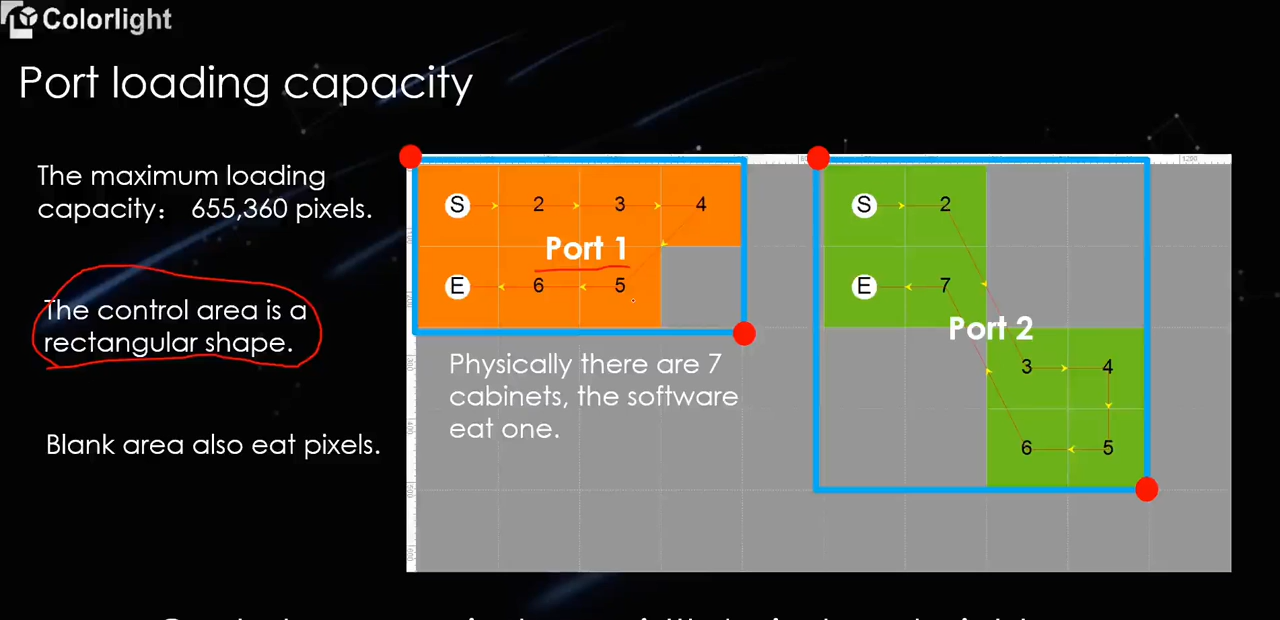 Colorlight
Port loading capacity
The maximum loading
capacity： 655,360 pixels.
The control area is a
rectangular shape.
Blank area also eat pixels.
S 2 3 4
Port 1
E 6 5
Physically there are 7
cabinets, the software
eat one.
1200
S 2
E 7
Port 2
3 4
6 5